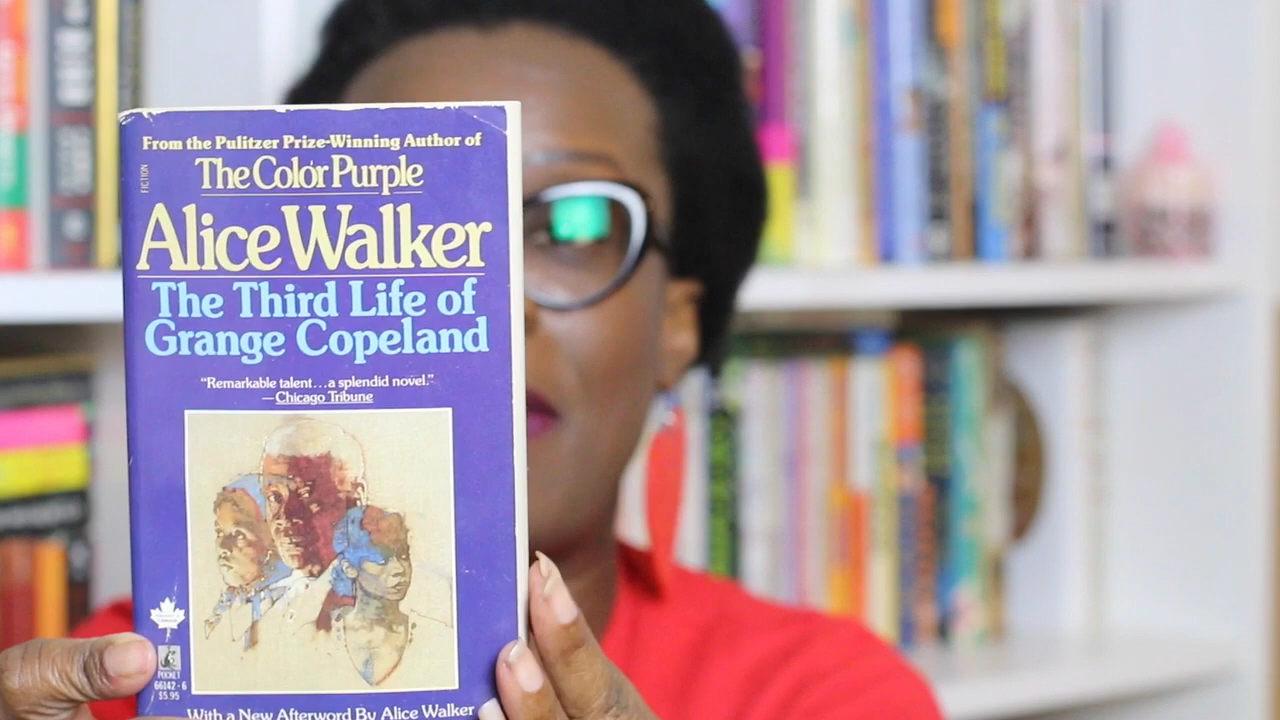 From the Pulitzer Prize-Winning Author of
The Color Purple
FICTION
Alice Walker
The Third Life of
Grange Copeland
“Remarkable talent...a splendid novel.”
—Chicago Tribune
POCKET
66142·6
$5.95
With a New Afterword By Alice Walker